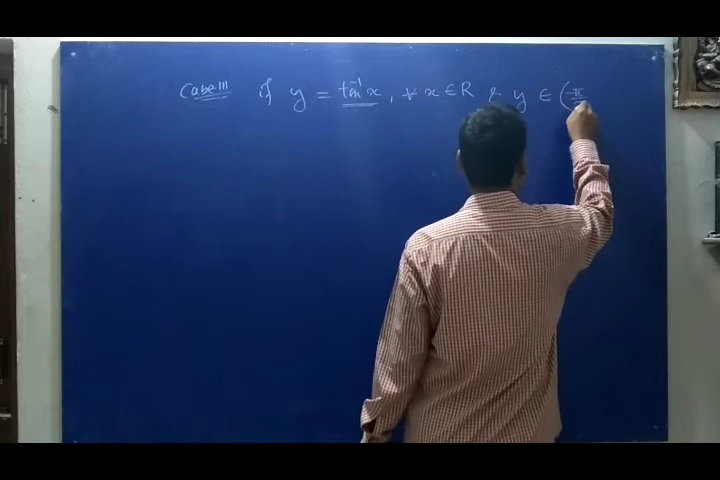 Case III if y = tan⁻¹x, ∀ x ∈ R & y ∈ (-π